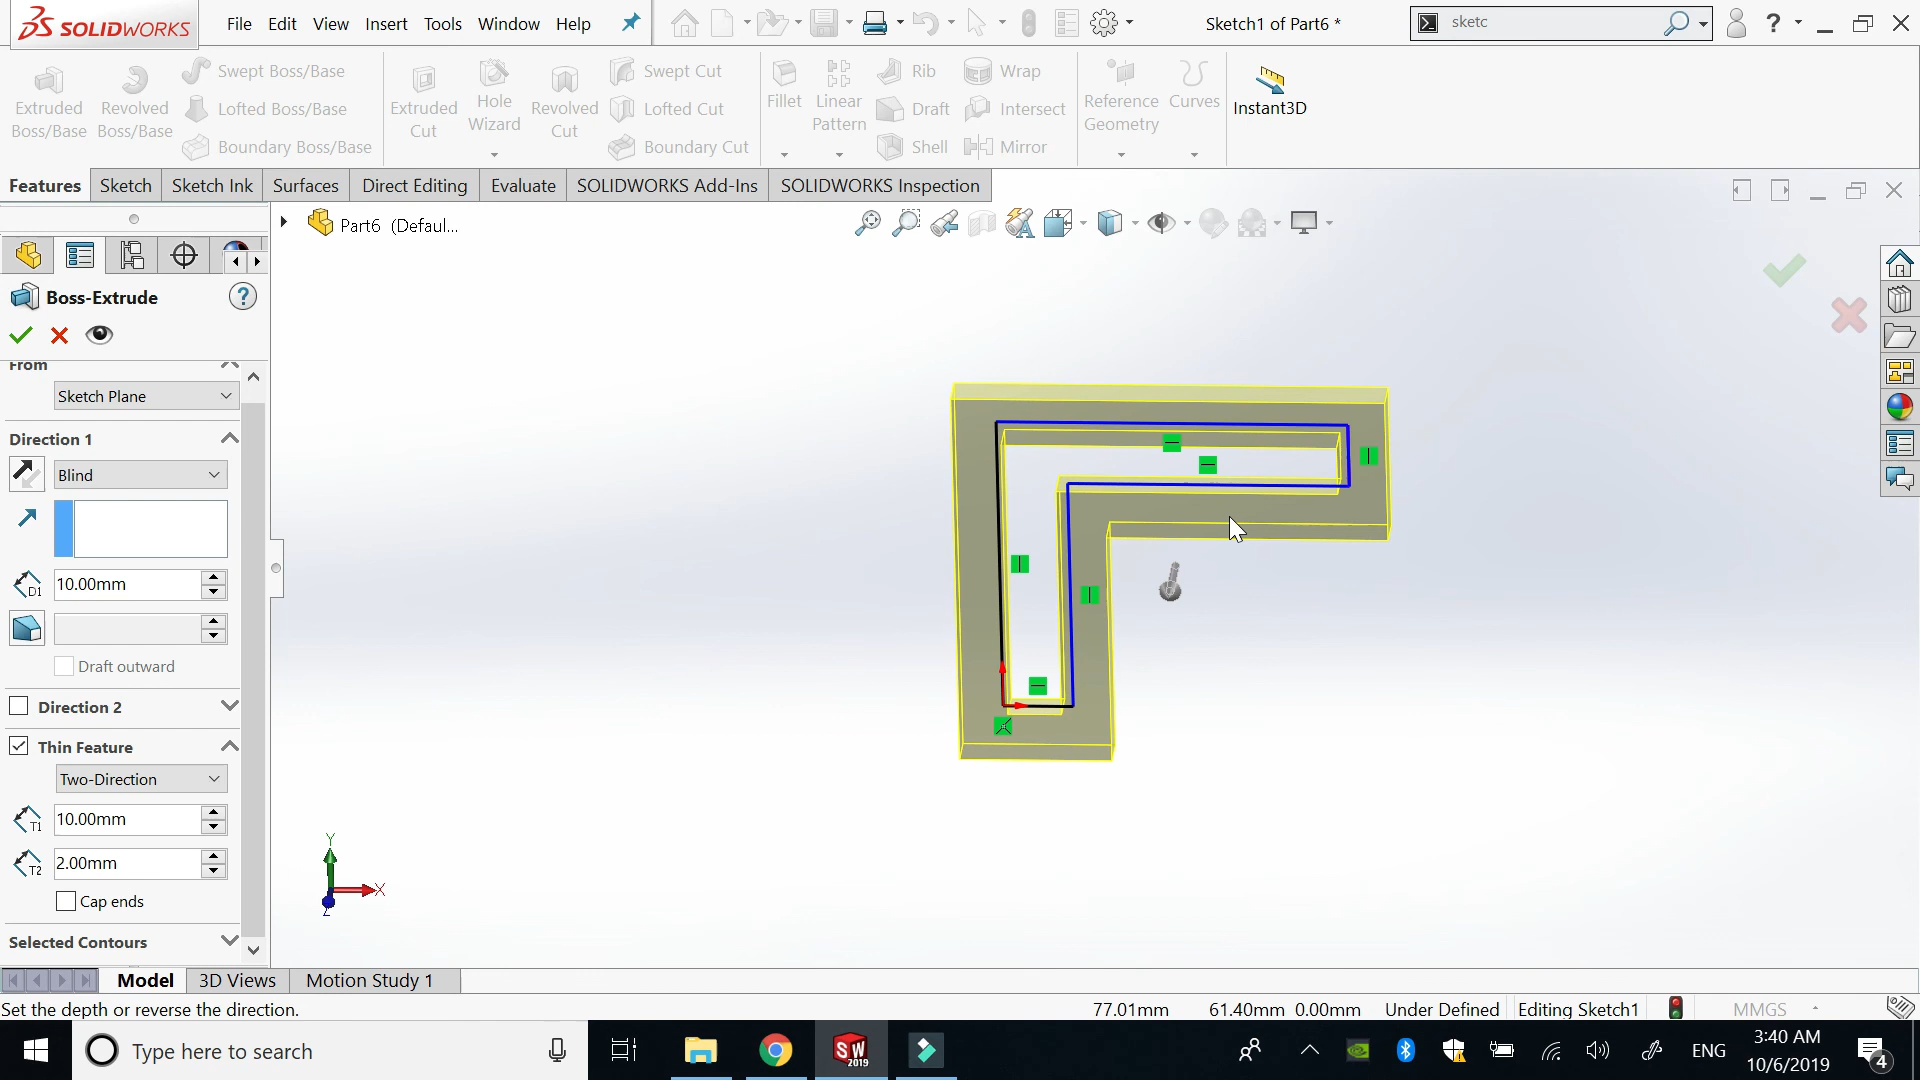 SOLIDWORKS File Edit View Insert Tools Window Help Sketch1 of Part6 * sketc ?
Extruded Boss/Base
Revolved Boss/Base
Swept Boss/Base
Lofted Boss/Base
Boundary Boss/Base
Extruded Cut
Hole Wizard
Revolved Cut
Swept Cut
Lofted Cut
Boundary Cut
Fillet
Linear Pattern
Rib
Draft
Shell
Wrap
Intersect
Mirror
Reference Geometry
Curves
Instant3D
Features Sketch Sketch Ink Surfaces Direct Editing Evaluate SOLIDWORKS Add-Ins SOLIDWORKS Inspection
Part6 (Defaul...
Boss-Extrude ?
From
Sketch Plane
Direction 1
Blind
D1 10.00mm
Draft outward
Direction 2
Thin Feature
Two-Direction
T1 10.00mm
T2 2.00mm
Cap ends
Selected Contours
Y
X
Z
Model 3D Views Motion Study 1
Set the depth or reverse the direction. 77.01mm 61.40mm 0.00mm Under Defined Editing Sketch1 MMGS
Type here to search SW 2019 ENG 3:40 AM
10/6/2019 4